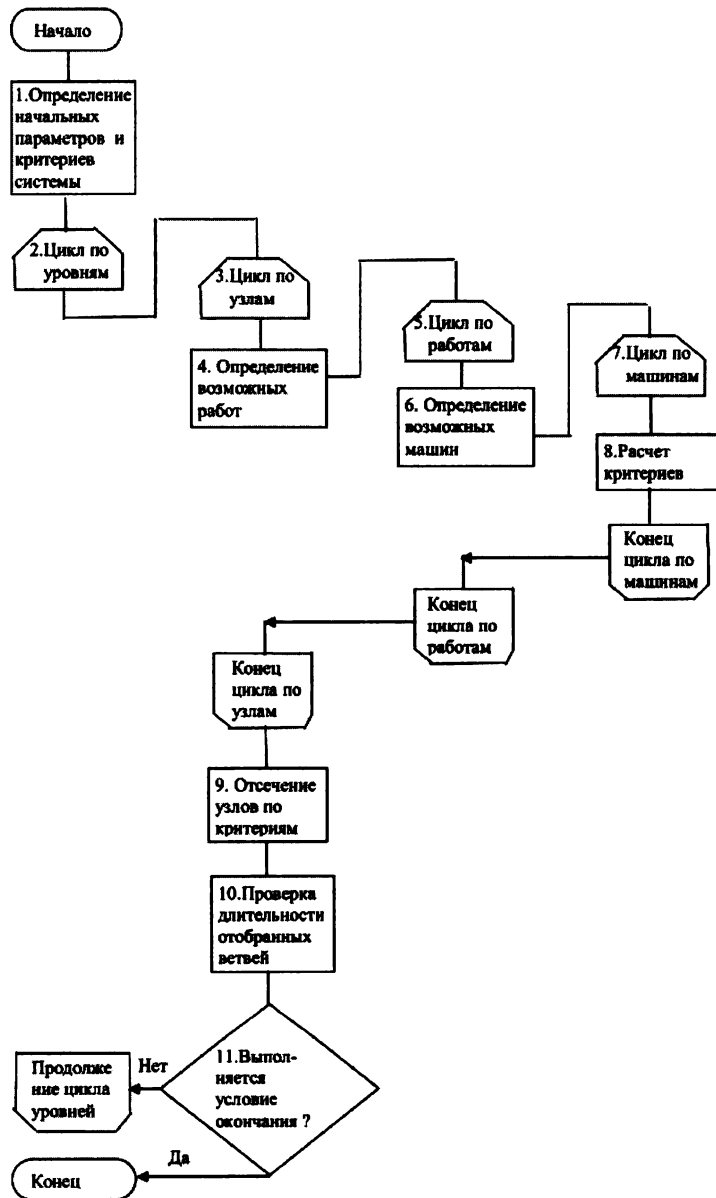 Начало
1.Определение
начальных
параметров и
критериев
системы
2.Цикл по
уровням
3.Цикл по
узлам
4. Определение
возможных
работ
5.Цикл по
работам
6. Определение
возможных
машин
7.Цикл по
машинам
8.Расчет
критериев
Конец
цикла по
машинам
Конец
цикла по
работам
Конец
цикла по
узлам
9. Отсечение
узлов по
критериям
10.Проверка
длительности
отобранных
ветвей
11.Выпол-
няется
условие
окончания ?
Нет
Продолже
ние цикла
уровней
Да
Конец